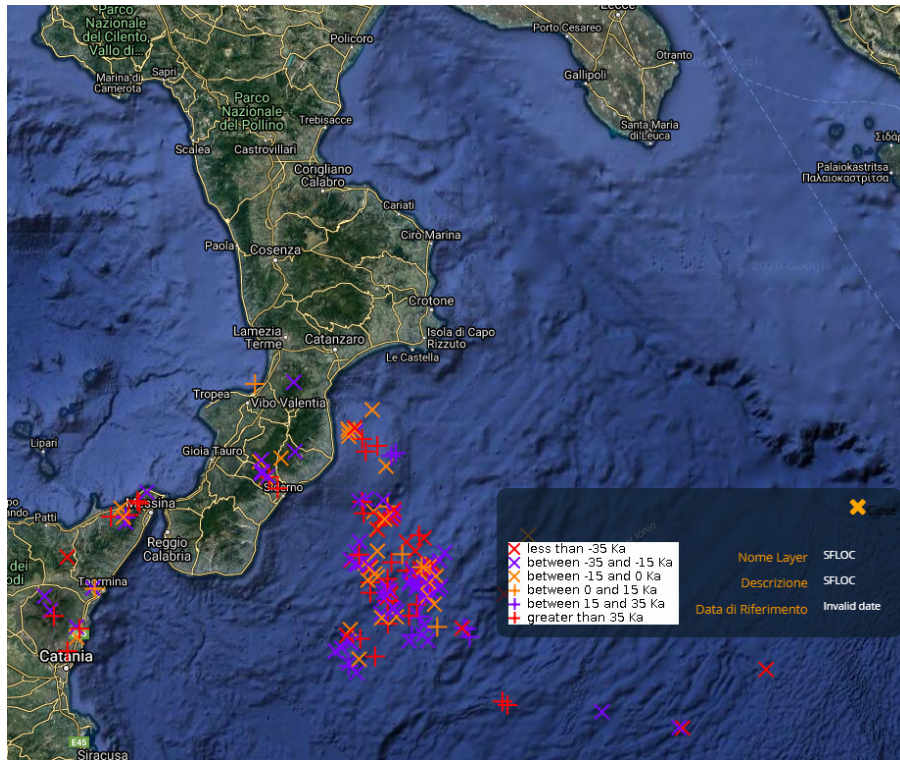 Parco
Nazionale
del Cilento,
Vallo di...
Policoro
Lecce
Porto Cesareo
Otranto
Marina di
Camerota
Sapri
Gallipoli
Parco
Nazionale
del Pollino
Trebisacce
Santa Maria
di Leuca
Scalea
Castrovillari
Palaiokastritsa
Παλαιοκαστρίτσα
Corigliano
Calabro
Cariati
Paola
Cosenza
Cirò Marina
© 2020 Google
Crotone
Lamezia
Terme
Catanzaro
Isola di Capo
Rizzuto
Le Castella
Tropea
Vibo Valentia
Lipari
Gioia Tauro
Siderno
Messina
Patti
Reggio
Calabria
Taormina
Catania
E45
Siracusa
Close
less than -35 Ka
between -35 and -15 Ka
between -15 and 0 Ka
between 0 and 15 Ka
between 15 and 35 Ka
greater than 35 Ka
Nome Layer SFLOC
Descrizione SFLOC
Data di Riferimento Invalid date